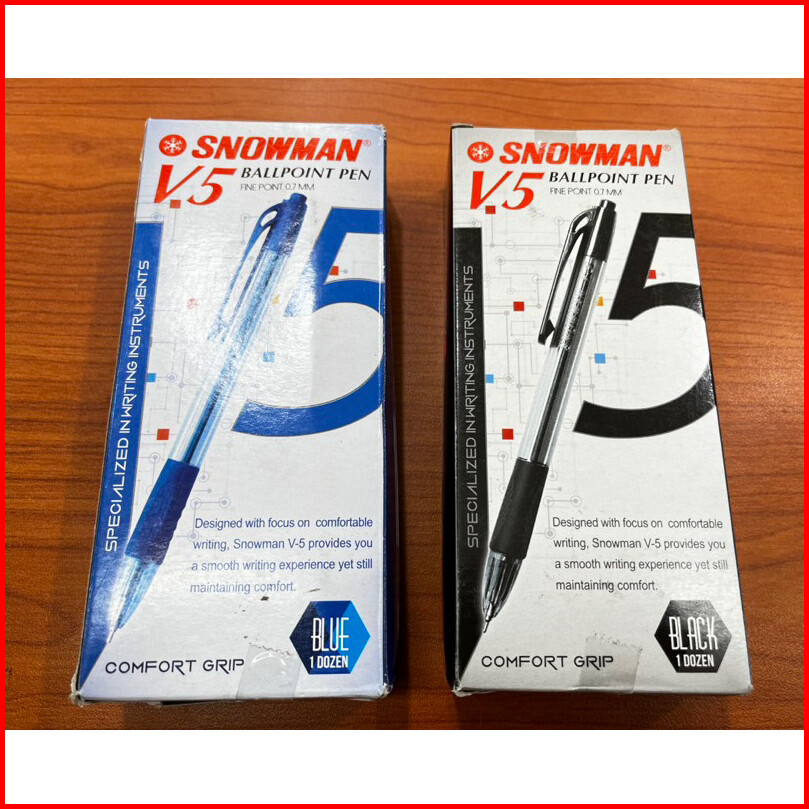 SNOWMAN®
V.5 BALLPOINT PEN
FINE POINT 0.7 MM
5
SPECIALIZED IN WRITING INSTRUMENTS
Designed with focus on comfortable
writing, Snowman V-5 provides you
a smooth writing experience yet still
maintaining comfort.
BLUE
1 DOZEN
COMFORT GRIP
SNOWMAN®
V.5 BALLPOINT PEN
FINE POINT 0.7 MM
5
SPECIALIZED IN WRITING INSTRUMENTS
Designed with focus on comfortable
writing, Snowman V-5 provides you
a smooth writing experience yet still
maintaining comfort.
BLACK
1 DOZEN
COMFORT GRIP